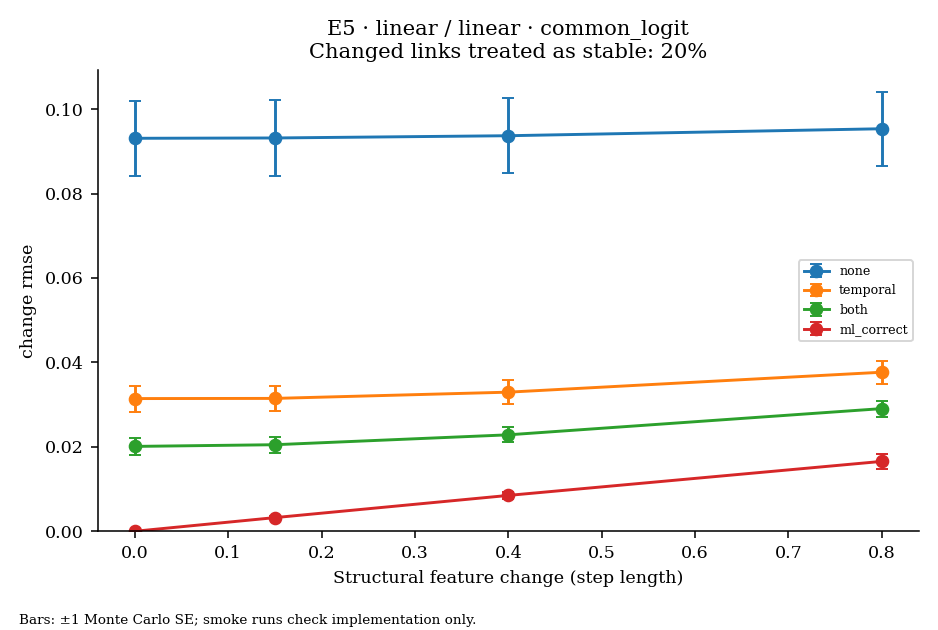 E5 · linear / linear · common_logit
Changed links treated as stable: 20%
change rmse
0.10
0.08
0.06
0.04
0.02
0.00
none
temporal
both
ml_correct
0.0 0.1 0.2 0.3 0.4 0.5 0.6 0.7 0.8
Structural feature change (step length)
Bars: ±1 Monte Carlo SE; smoke runs check implementation only.